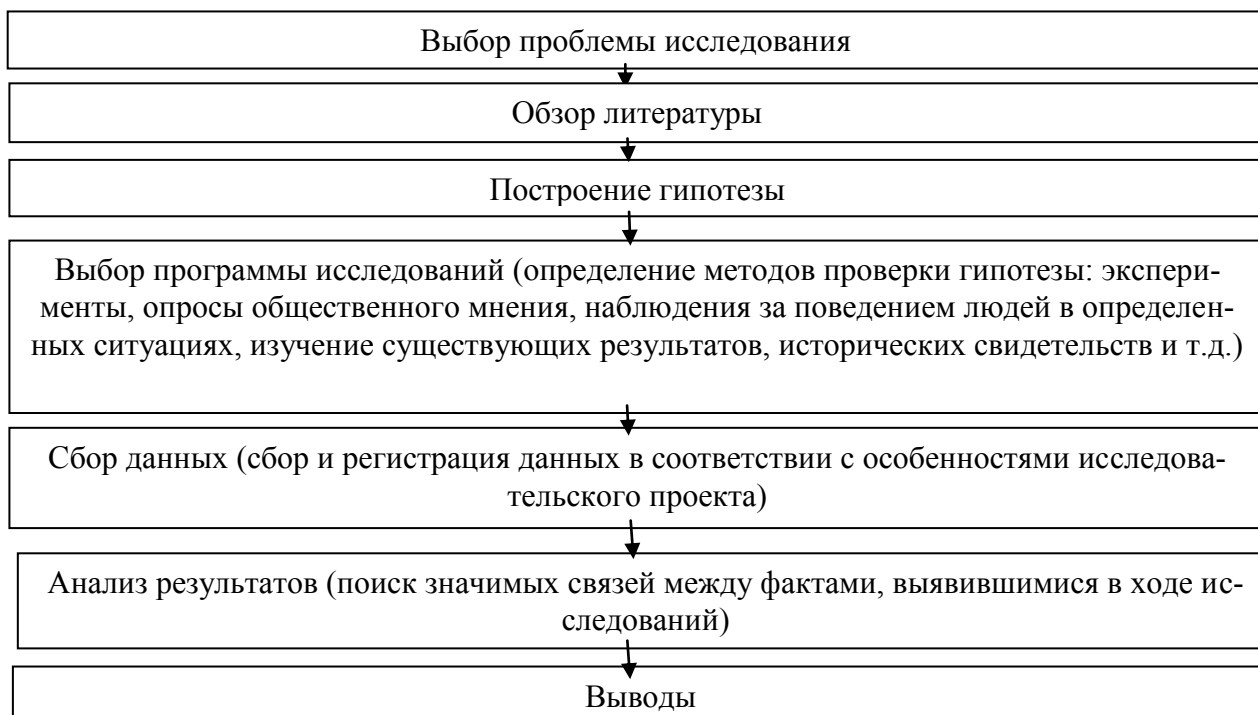 Выбор проблемы исследования
Обзор литературы
Построение гипотезы
Выбор программы исследований (определение методов проверки гипотезы: экспери-
менты, опросы общественного мнения, наблюдения за поведением людей в определен-
ных ситуациях, изучение существующих результатов, исторических свидетельств и т.д.)
Сбор данных (сбор и регистрация данных в соответствии с особенностями исследова-
тельского проекта)
Анализ результатов (поиск значимых связей между фактами, выявившимися в ходе ис-
следований)
Выводы